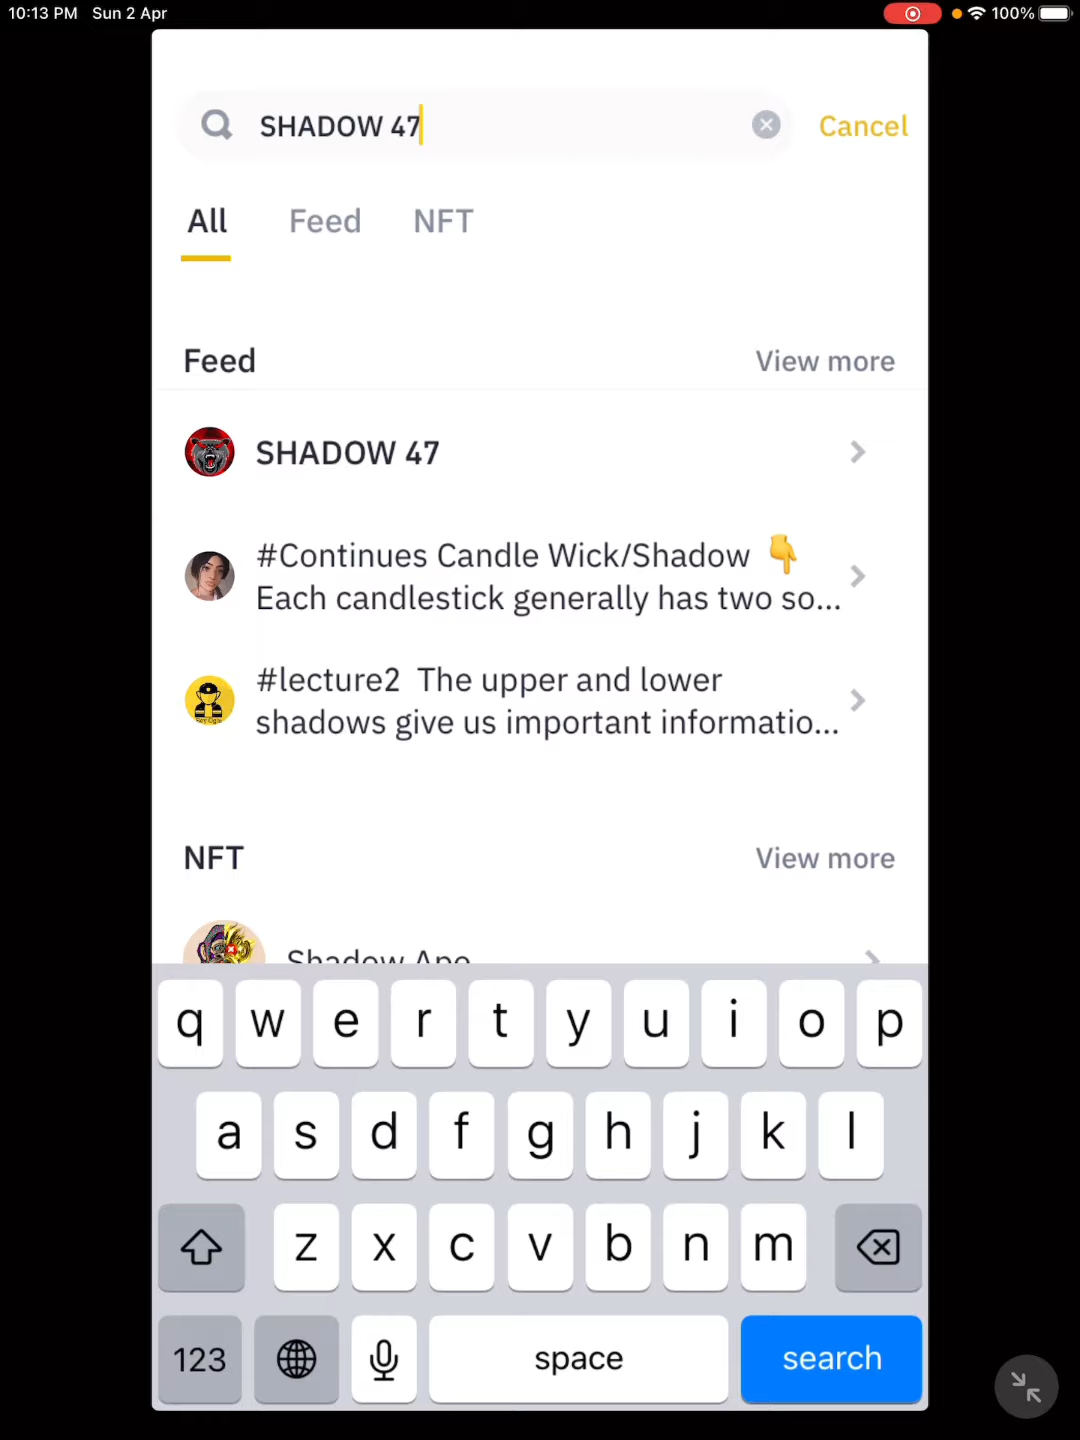 10:13 PM Sun 2 Apr 100%
SHADOW 47 Cancel
All Feed NFT
Feed View more
SHADOW 47
#Continues Candle Wick/Shadow 👇
Each candlestick generally has two so...
#lecture2 The upper and lower
shadows give us important informatio...
NFT View more
Shadow Ape
q w e r t y u i o p
a s d f g h j k l
z x c v b n m
123 space search